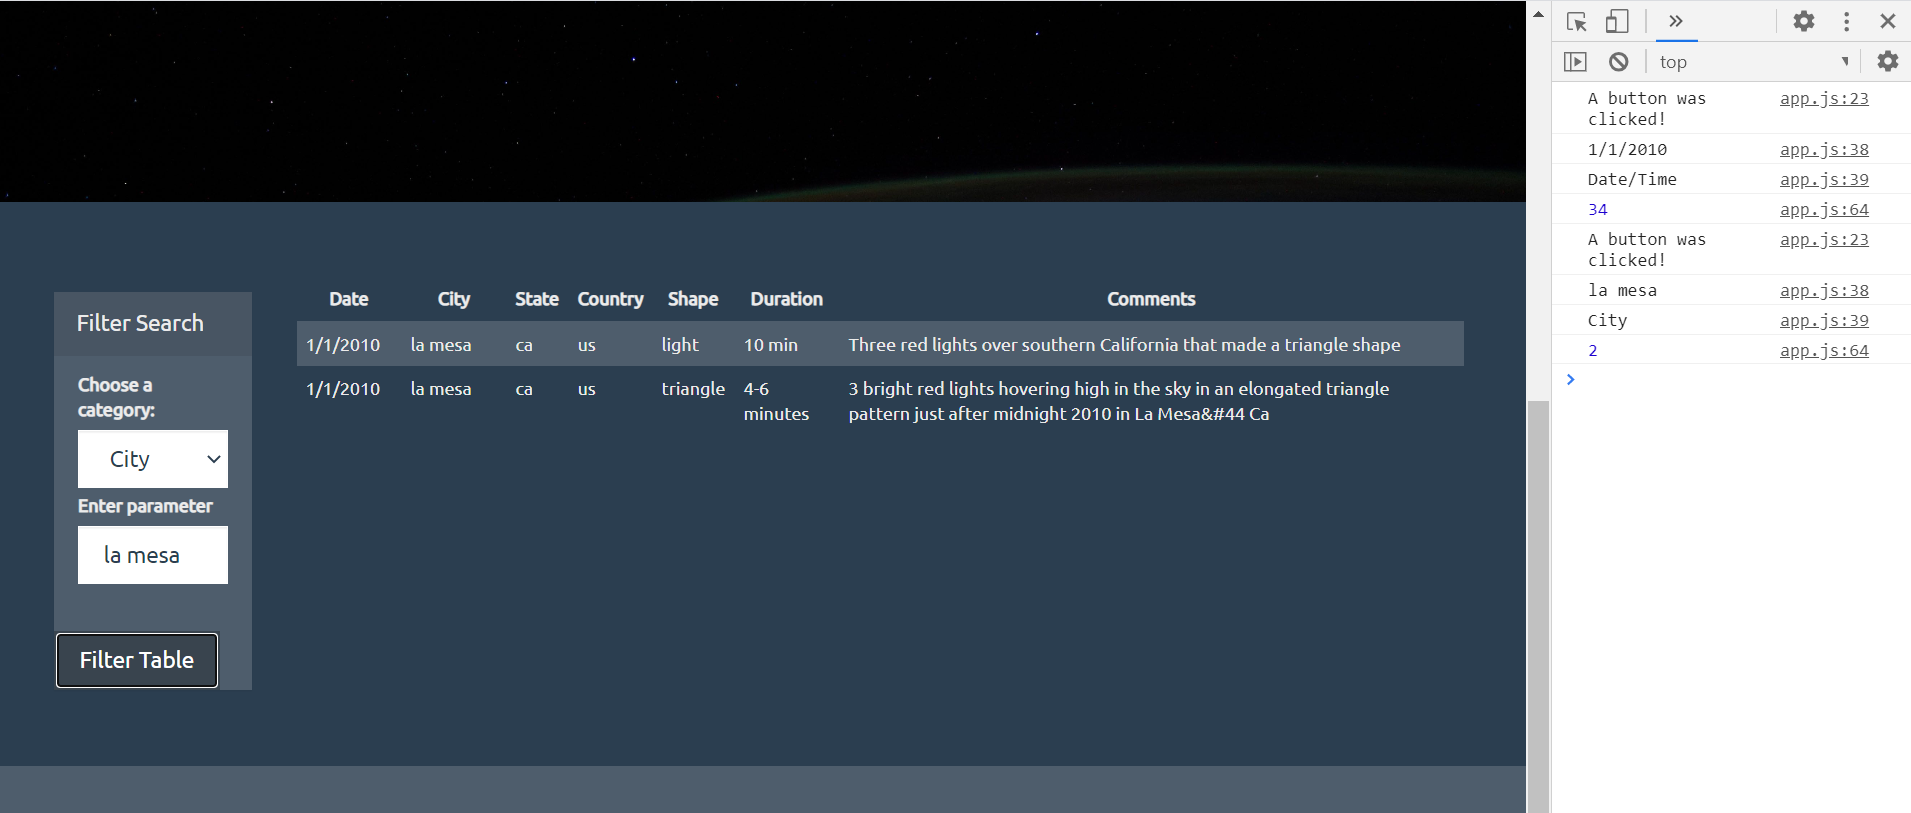 Filter Search
Choose a
category:
City
Enter parameter
la mesa
Filter Table
Date City State Country Shape Duration Comments
1/1/2010 la mesa ca us light 10 min Three red lights over southern California that made a triangle shape
1/1/2010 la mesa ca us triangle 4-6 3 bright red lights hovering high in the sky in an elongated triangle
minutes pattern just after midnight 2010 in La Mesa&#44 Ca
top
A button was app.js:23
clicked!
1/1/2010 app.js:38
Date/Time app.js:39
34 app.js:64
A button was app.js:23
clicked!
la mesa app.js:38
City app.js:39
2 app.js:64